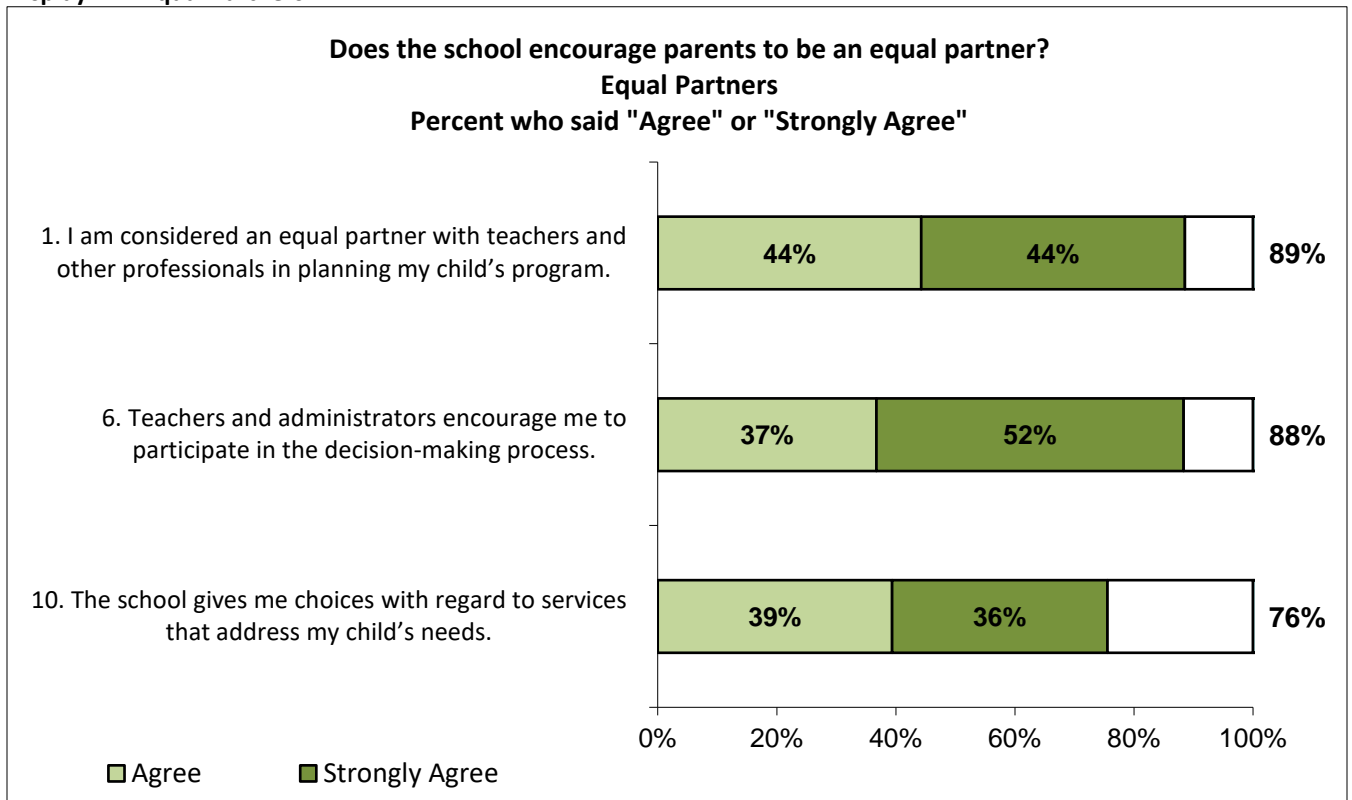 Does the school encourage parents to be an equal partner?
Equal Partners
Percent who said "Agree" or "Strongly Agree"
1. I am considered an equal partner with teachers and
other professionals in planning my child’s program.
44%
44%
89%
6. Teachers and administrators encourage me to
participate in the decision-making process.
37%
52%
88%
10. The school gives me choices with regard to services
that address my child’s needs.
39%
36%
76%
0%
20%
40%
60%
80%
100%
Agree
Strongly Agree